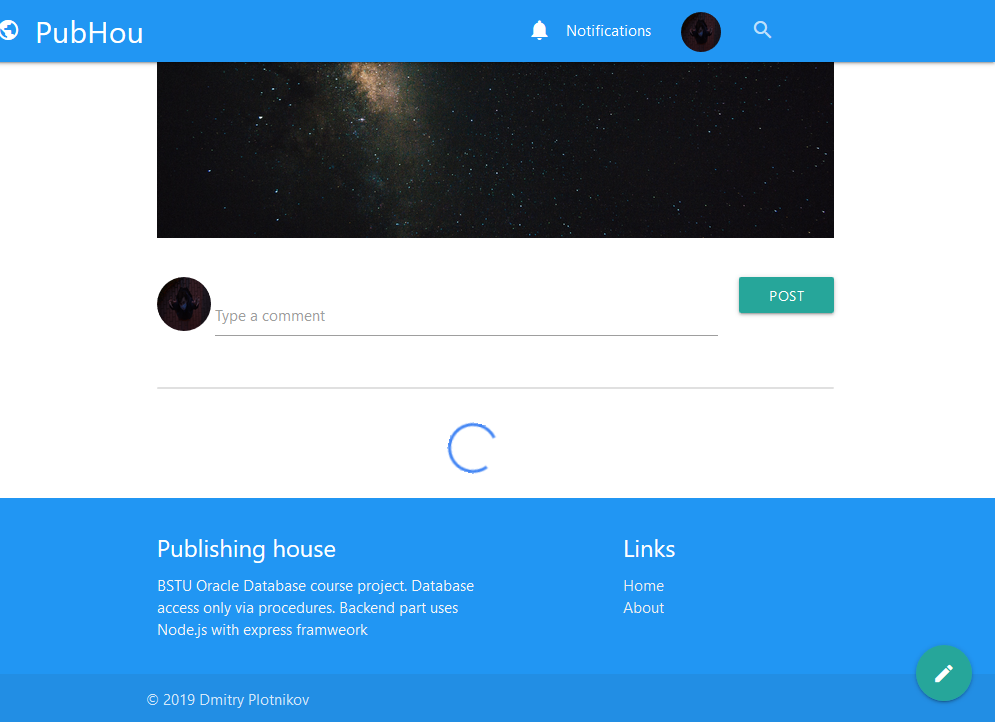 PubHou
Notifications
Type a comment
POST
Publishing house
BSTU Oracle Database course project. Database
access only via procedures. Backend part uses
Node.js with express framweork
Links
Home
About
© 2019 Dmitry Plotnikov